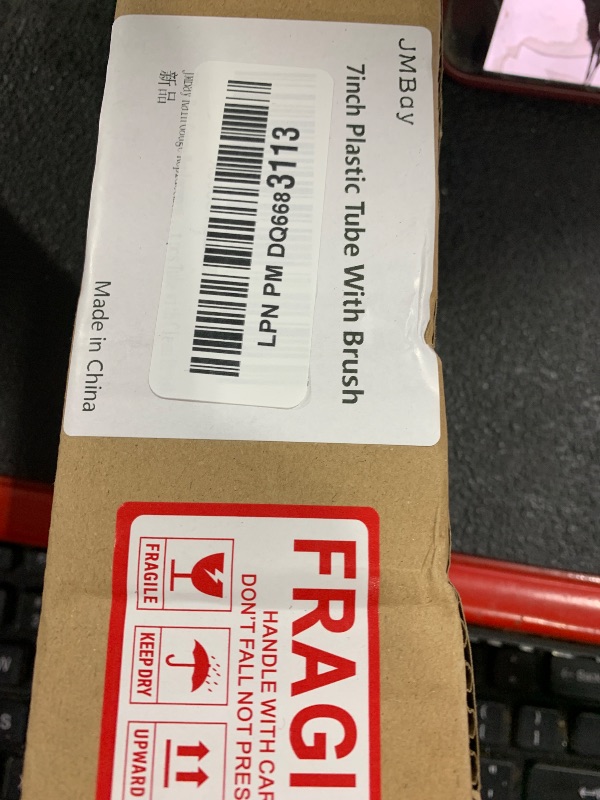 JMBay
7inch Plastic Tube With Brush
LPN PM DQ6683113
新品
Made in China
FRAGI
HANDLE WITH CAR
DON'T FALL NOT PRES
FRAGILE
KEEP DRY
UPWARD